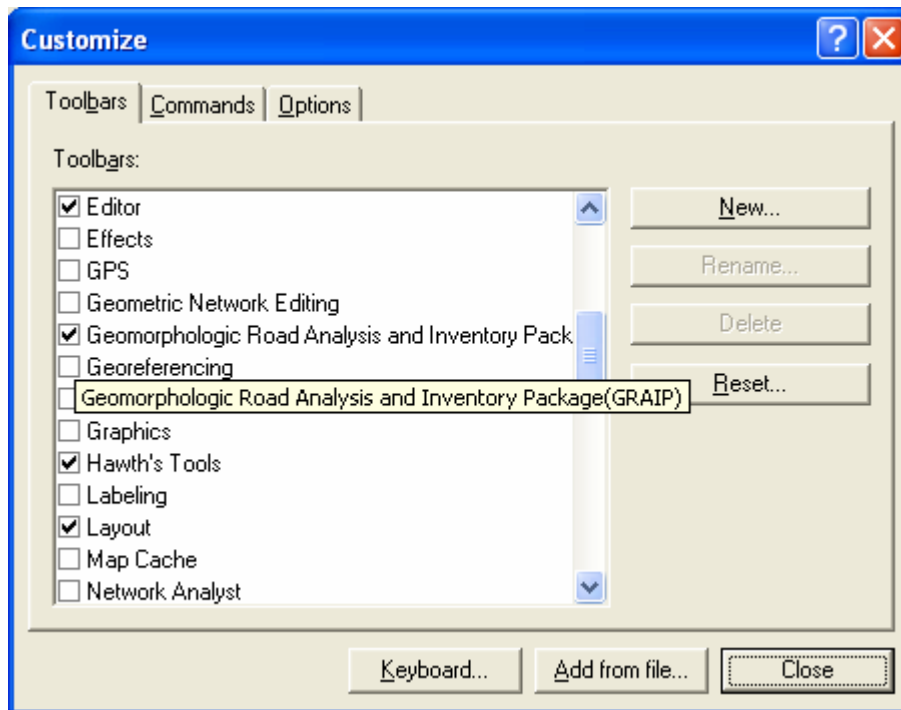 Customize
Toolbars Commands Options
Toolbars:
Editor
Effects
GPS
Geometric Network Editing
Geomorphologic Road Analysis and Inventory Pack
Georeferencing
Geomorphologic Road Analysis and Inventory Package(GRAIP)
Graphics
Hawth's Tools
Labeling
Layout
Map Cache
Network Analyst
New...
Rename...
Delete
Reset...
Keyboard... Add from file... Close